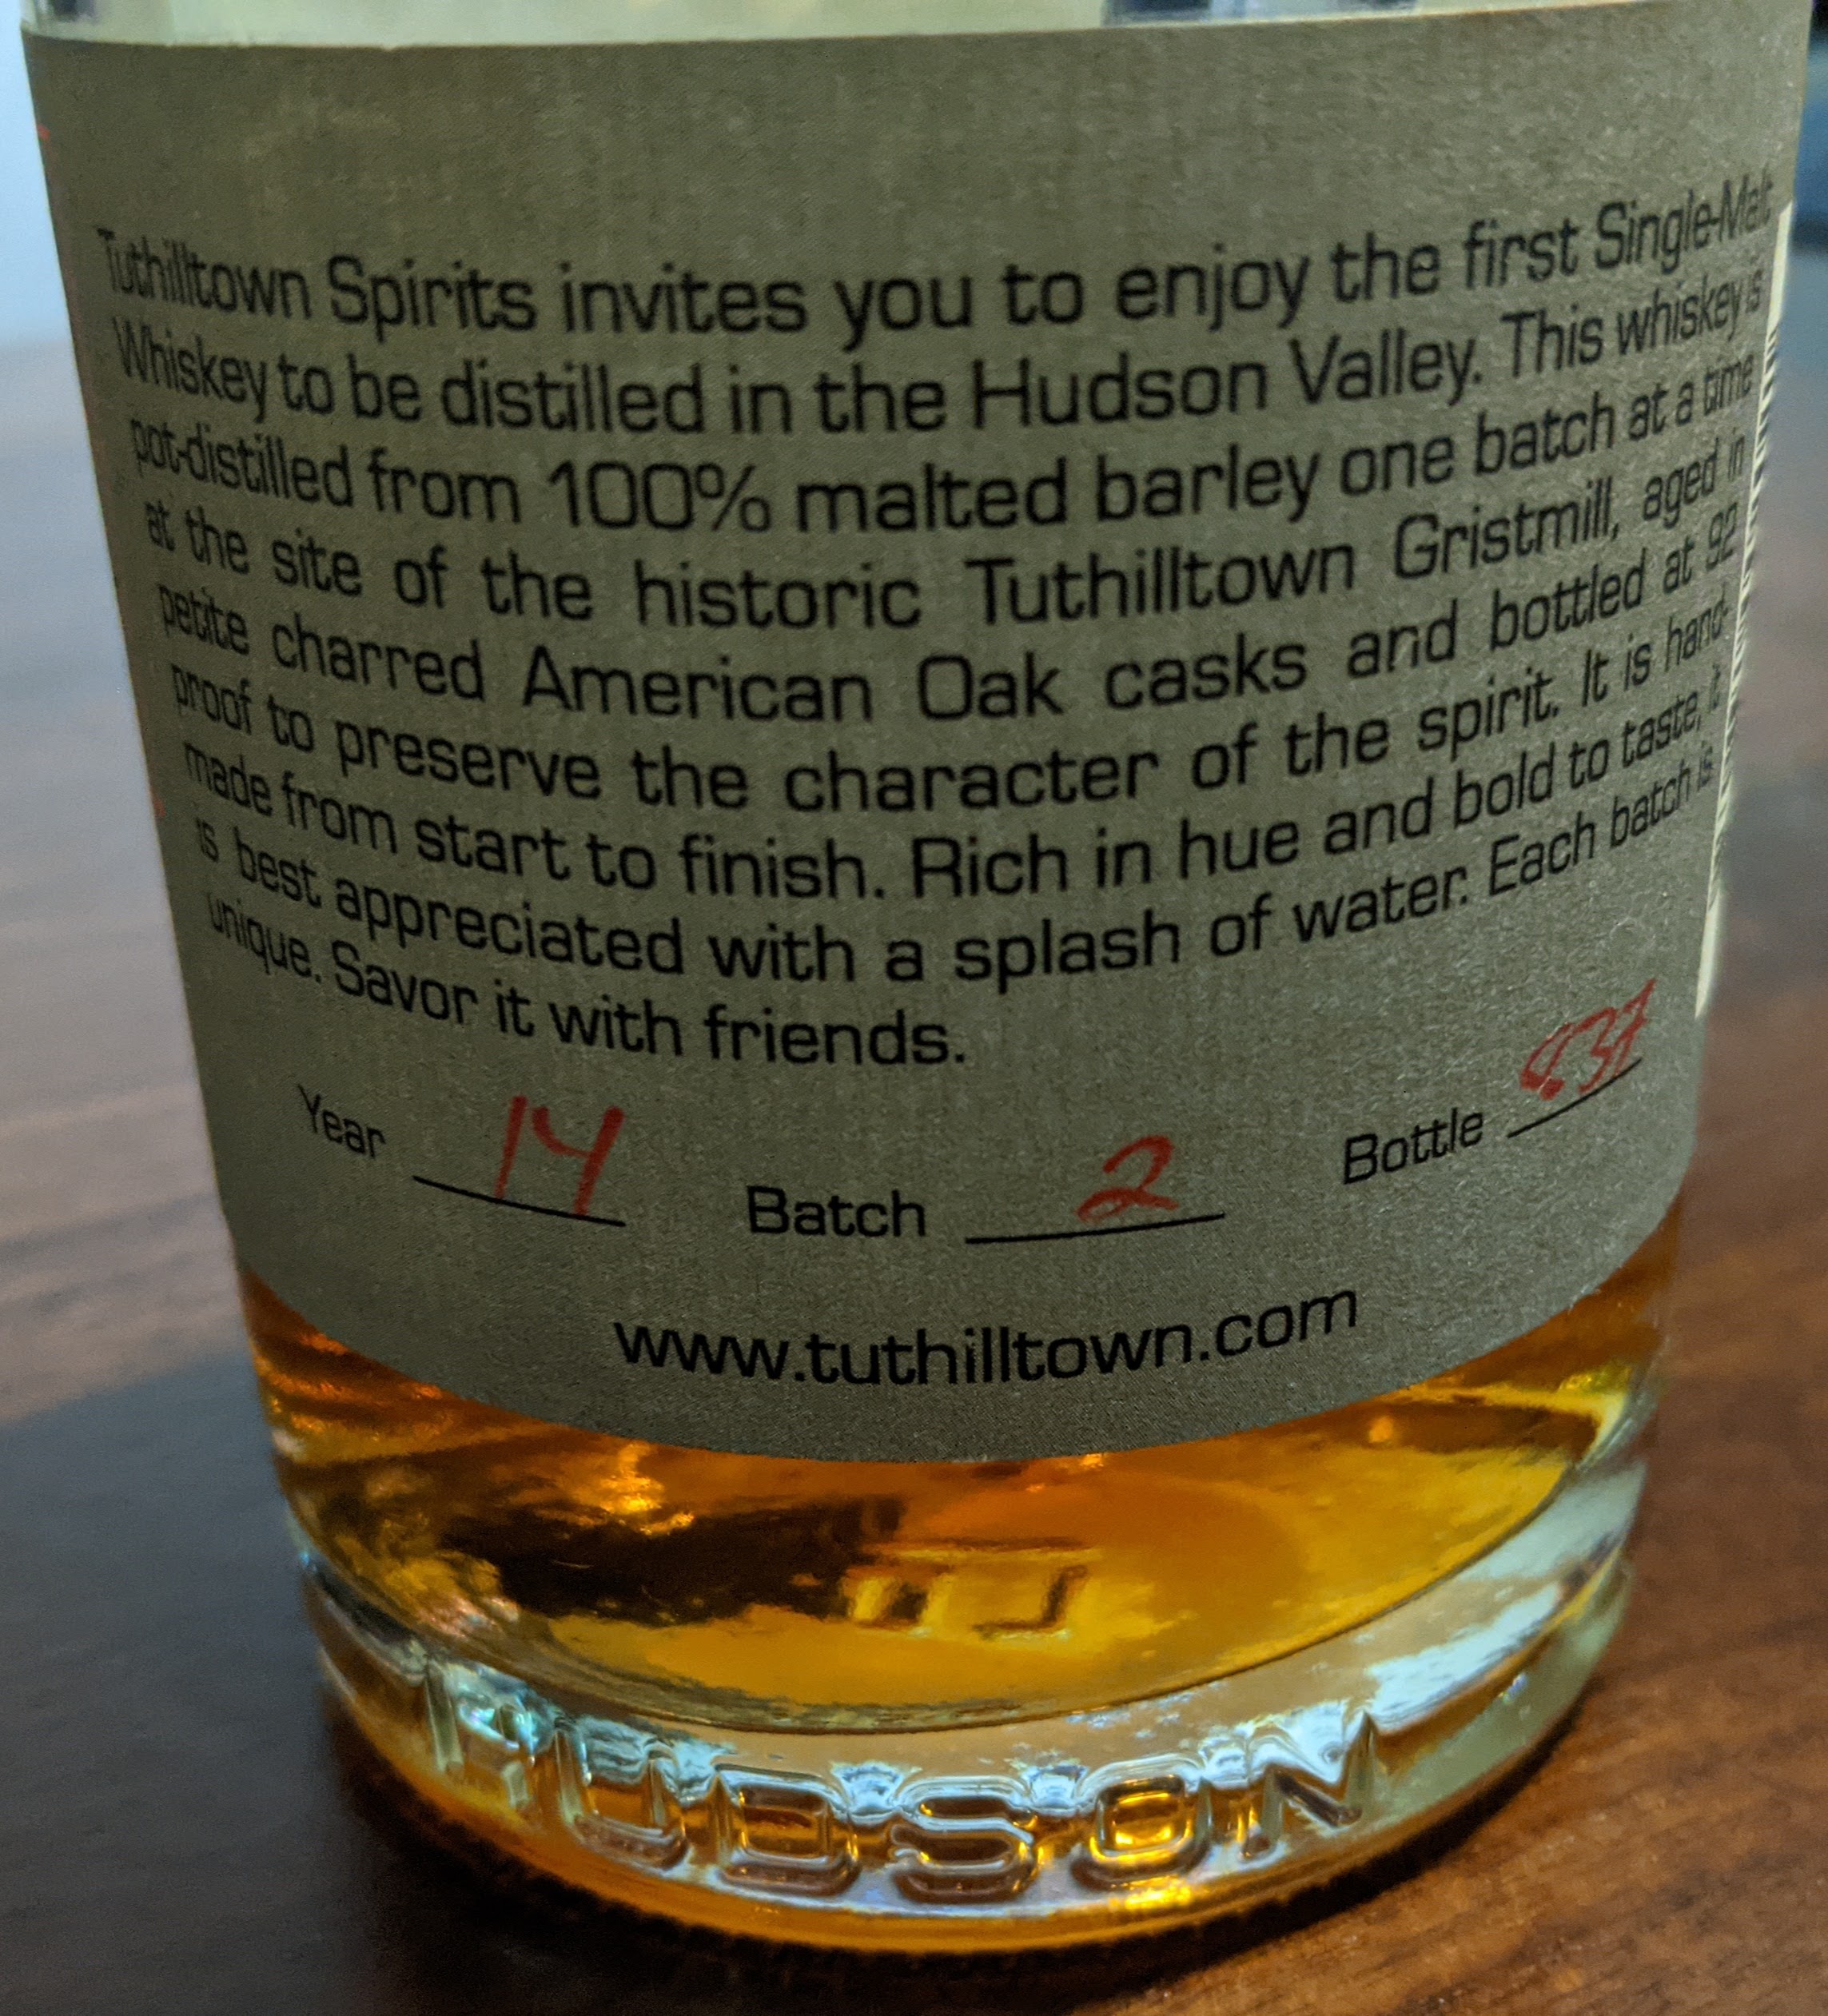 Tuthilltown Spirits invites you to enjoy the first Single-Malt
Whiskey to be distilled in the Hudson Valley. This whiskey is
pot-distilled from 100% malted barley one batch at a time
at the site of the historic Tuthilltown Gristmill, aged in
petite charred American Oak casks and bottled at 92
proof to preserve the character of the spirit. It is hand-
made from start to finish. Rich in hue and bold to taste, it
is best appreciated with a splash of water. Each batch is
unique. Savor it with friends.
Year 14 Batch 2 Bottle
www.tuthilltown.com
HUDSON